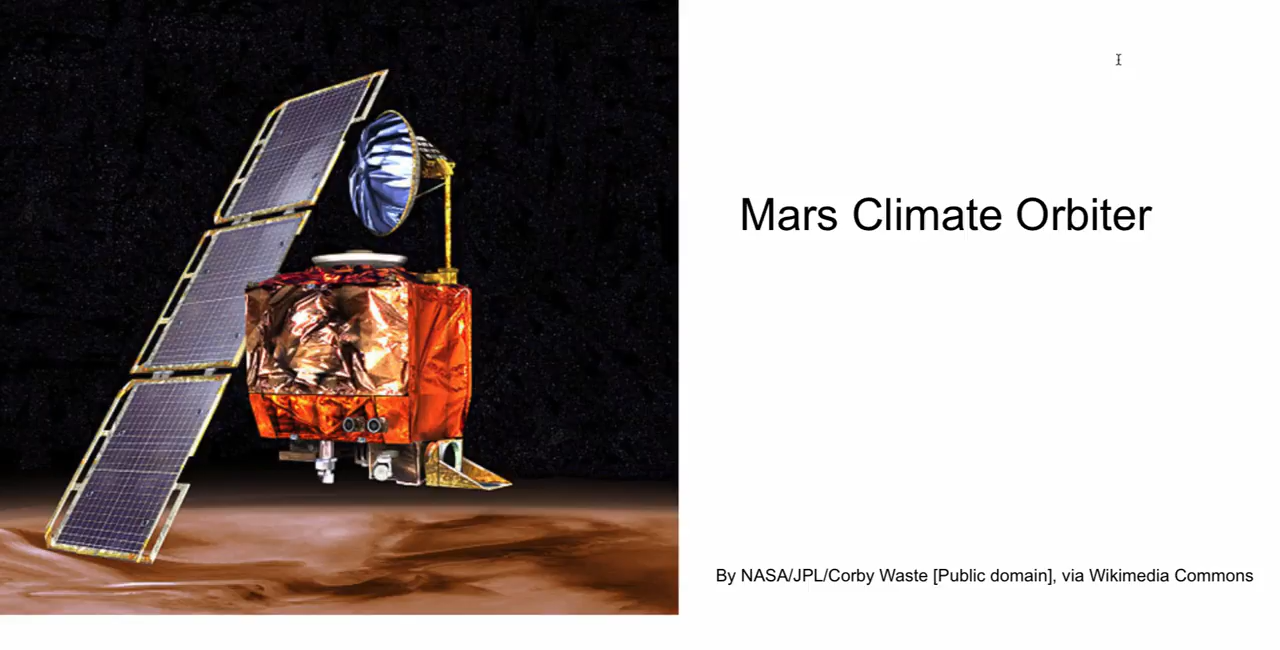 Mars Climate Orbiter
By NASA/JPL/Corby Waste [Public domain], via Wikimedia Commons